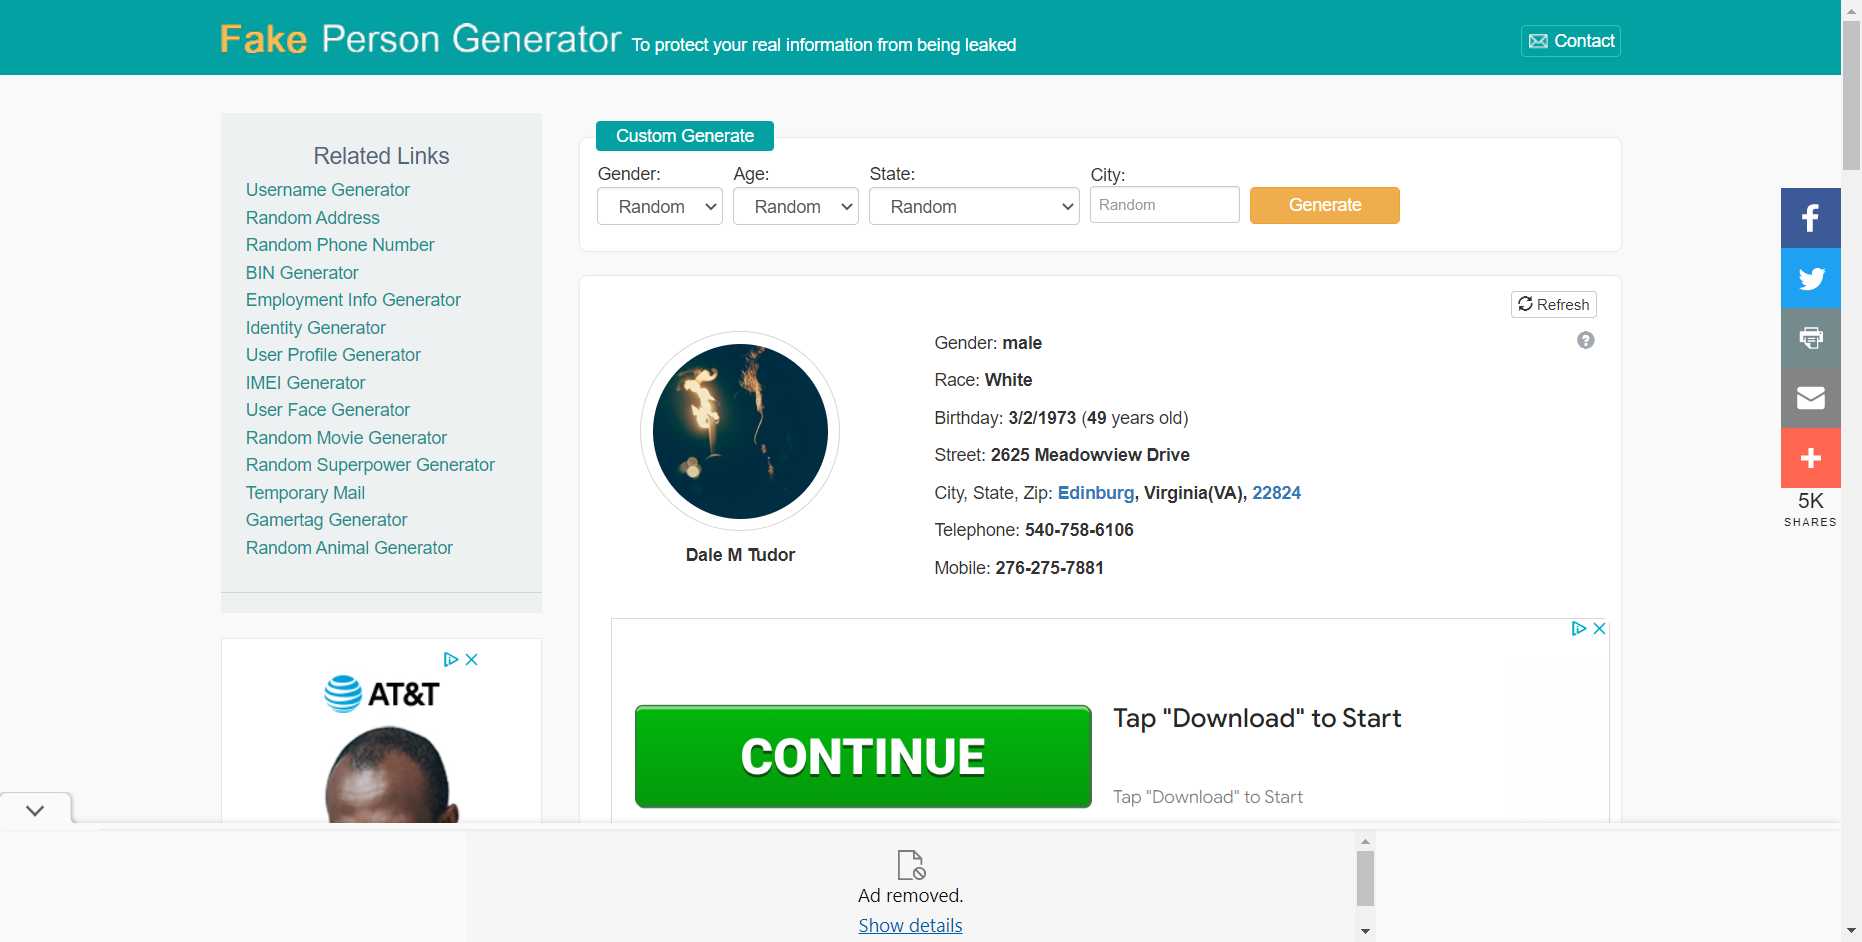 Fake Person Generator To protect your real information from being leaked
Contact
Related Links
Username Generator
Random Address
Random Phone Number
BIN Generator
Employment Info Generator
Identity Generator
User Profile Generator
IMEI Generator
User Face Generator
Random Movie Generator
Random Superpower Generator
Temporary Mail
Gamertag Generator
Random Animal Generator
AT&T
Custom Generate
Gender: Age: State: City:
Random Random Random Random Generate
Refresh
Gender: male
Race: White
Birthday: 3/2/1973 (49 years old)
Street: 2625 Meadowview Drive
City, State, Zip: Edinburg, Virginia(VA), 22824
Telephone: 540-758-6106
Mobile: 276-275-7881
Dale M Tudor
CONTINUE
Tap "Download" to Start
Tap "Download" to Start
5K
SHARES
Ad removed.
Show details